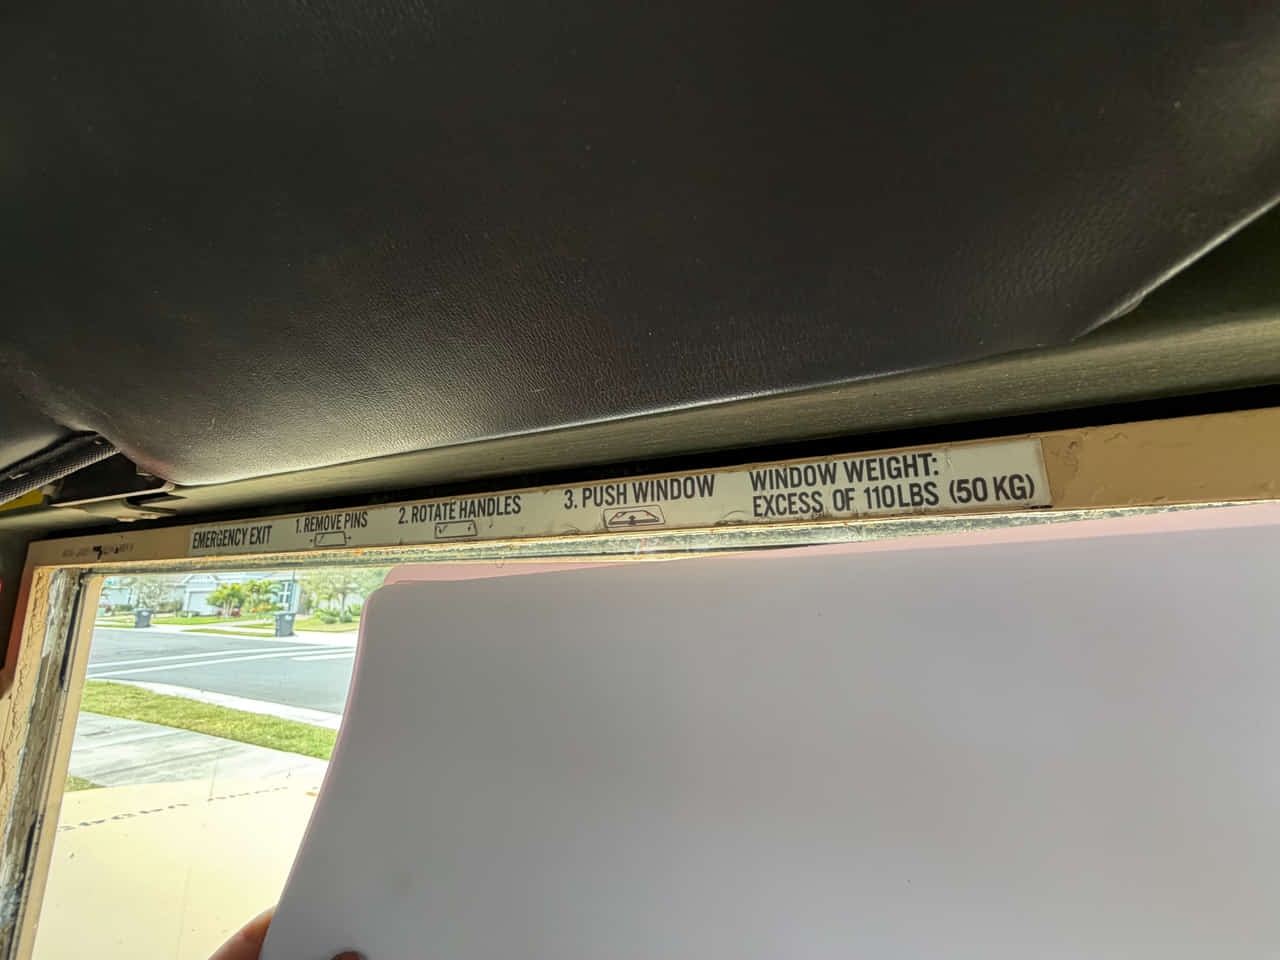 EMERGENCY EXIT
1. REMOVE PINS
2. ROTATE HANDLES
3. PUSH WINDOW
WINDOW WEIGHT:
EXCESS OF 110LBS (50 KG)